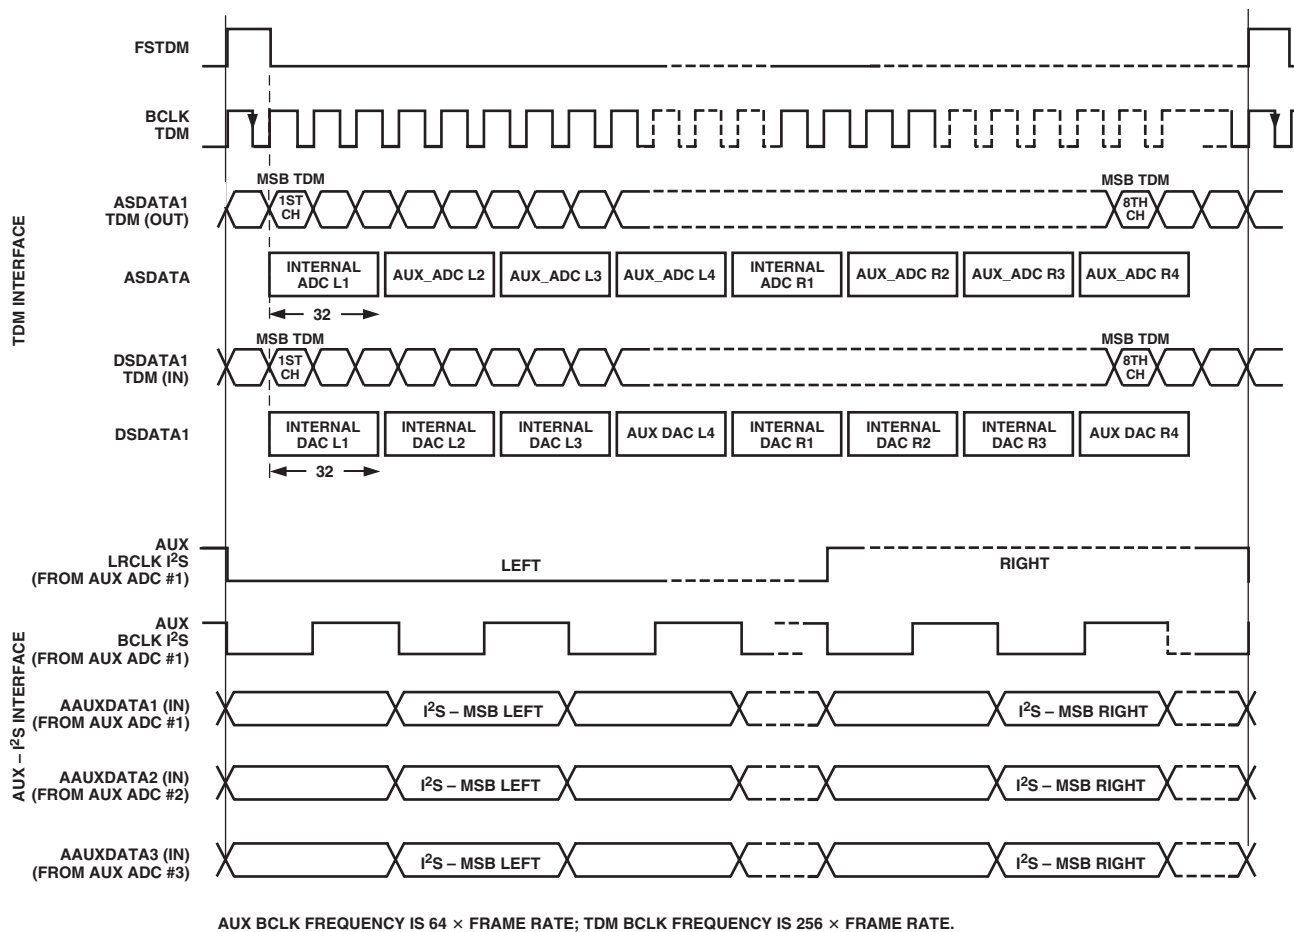 FSTDM
BCLK
TDM
MSB TDM
MSB TDM
ASDATA1
TDM (OUT)
1ST
CH
8TH
CH
TDM INTERFACE
ASDATA
INTERNAL
ADC L1
AUX_ADC L2
AUX_ADC L3
AUX_ADC L4
INTERNAL
ADC R1
AUX_ADC R2
AUX_ADC R3
AUX_ADC R4
32
MSB TDM
MSB TDM
DSDATA1
TDM (IN)
1ST
CH
8TH
CH
DSDATA1
INTERNAL
DAC L1
INTERNAL
DAC L2
INTERNAL
DAC L3
AUX DAC L4
INTERNAL
DAC R1
INTERNAL
DAC R2
INTERNAL
DAC R3
AUX DAC R4
32
AUX
LRCLK I²S
(FROM AUX ADC #1)
LEFT
RIGHT
AUX – I²S INTERFACE
AUX
BCLK I²S
(FROM AUX ADC #1)
AAUXDATA1 (IN)
(FROM AUX ADC #1)
I²S – MSB LEFT
I²S – MSB RIGHT
AAUXDATA2 (IN)
(FROM AUX ADC #2)
I²S – MSB LEFT
I²S – MSB RIGHT
AAUXDATA3 (IN)
(FROM AUX ADC #3)
I²S – MSB LEFT
I²S – MSB RIGHT
AUX BCLK FREQUENCY IS 64 × FRAME RATE; TDM BCLK FREQUENCY IS 256 × FRAME RATE.